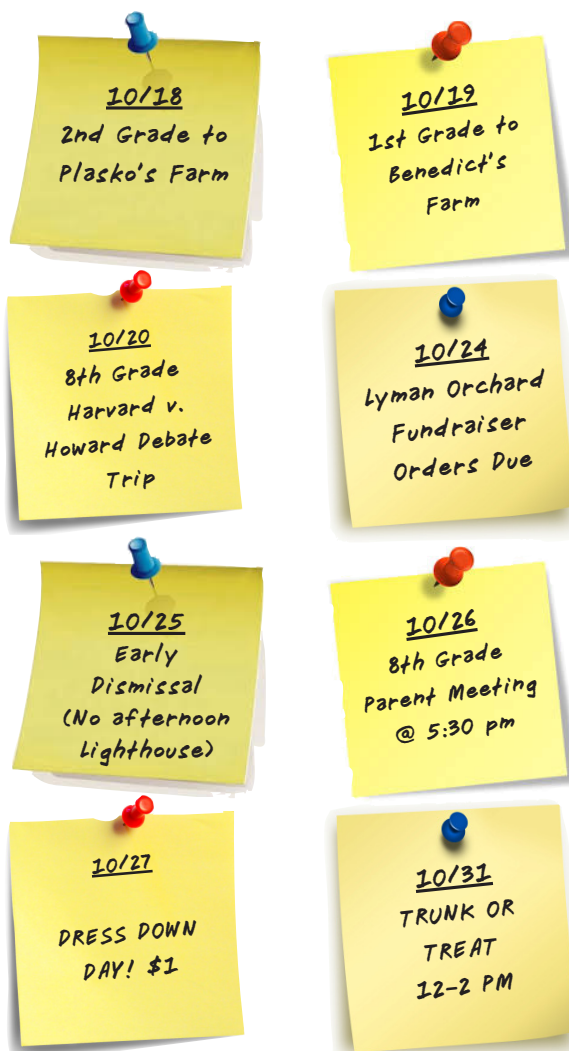 10/18
2nd Grade to
Plasko's Farm
10/19
1st Grade to
Benedict's
Farm
10/20
8th Grade
Harvard v.
Howard Debate
Trip
10/24
Lyman Orchard
Fundraiser
Orders Due
10/25
Early
Dismissal
(No afternoon
Lighthouse)
10/26
8th Grade
Parent Meeting
@ 5:30 pm
10/27
DRESS DOWN
DAY! $1
10/31
TRUNK OR
TREAT
12-2 PM